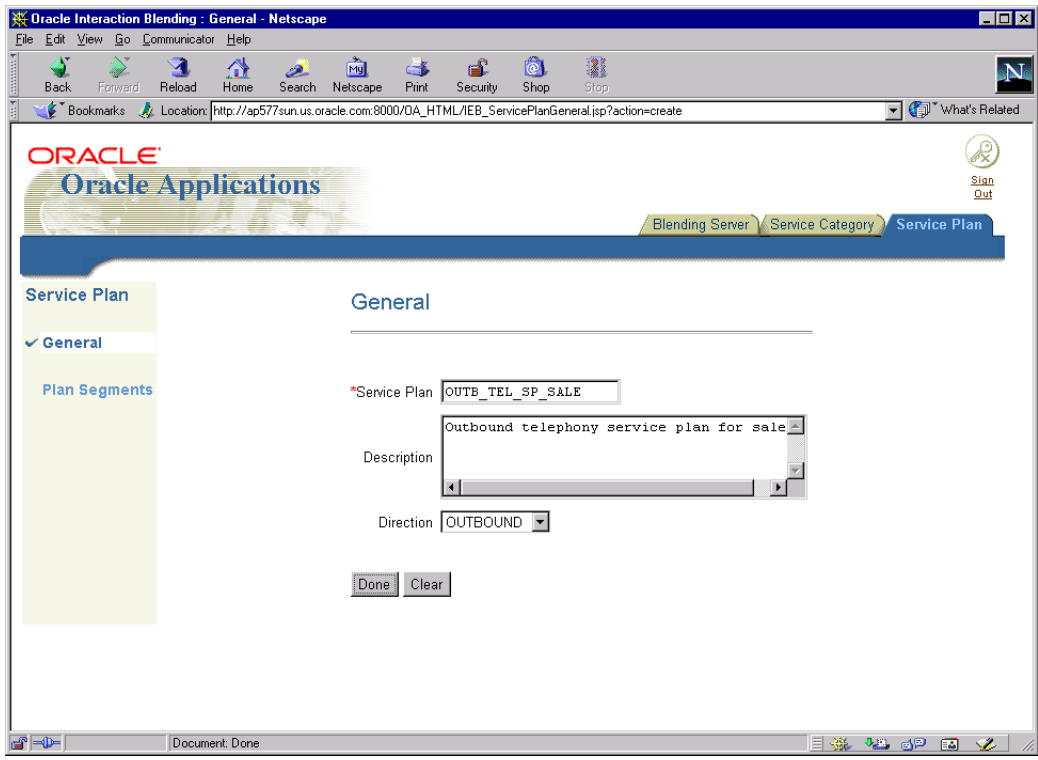 Oracle Interaction Blending : General - Netscape
File Edit View Go Communicator Help
Back Forward Reload Home Search Netscape Print Security Shop Stop
My
N
Bookmarks Location: http://ap577sun.us.oracle.com:8000/OA_HTML/IEB_ServicePlanGeneral.jsp?action=create What's Related
ORACLE
Oracle Applications
Sign
Out
Blending Server Service Category Service Plan
Service Plan
General
Plan Segments
General
*Service Plan OUTB_TEL_SP_SALE
Description Outbound telephony service plan for sale
Direction OUTBOUND
Done Clear
Document: Done